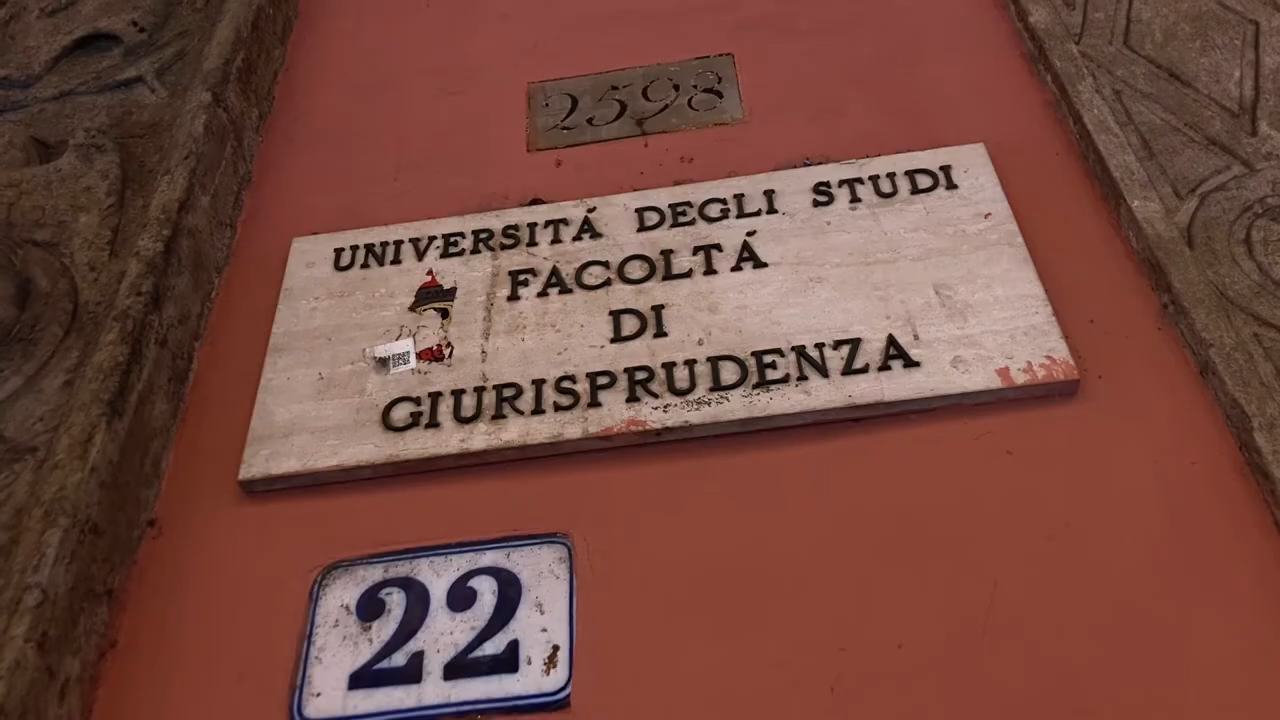 2598
UNIVERSITÁ DEGLI STUDI
FACOLTÁ
DI
GIURISPRUDENZA
22